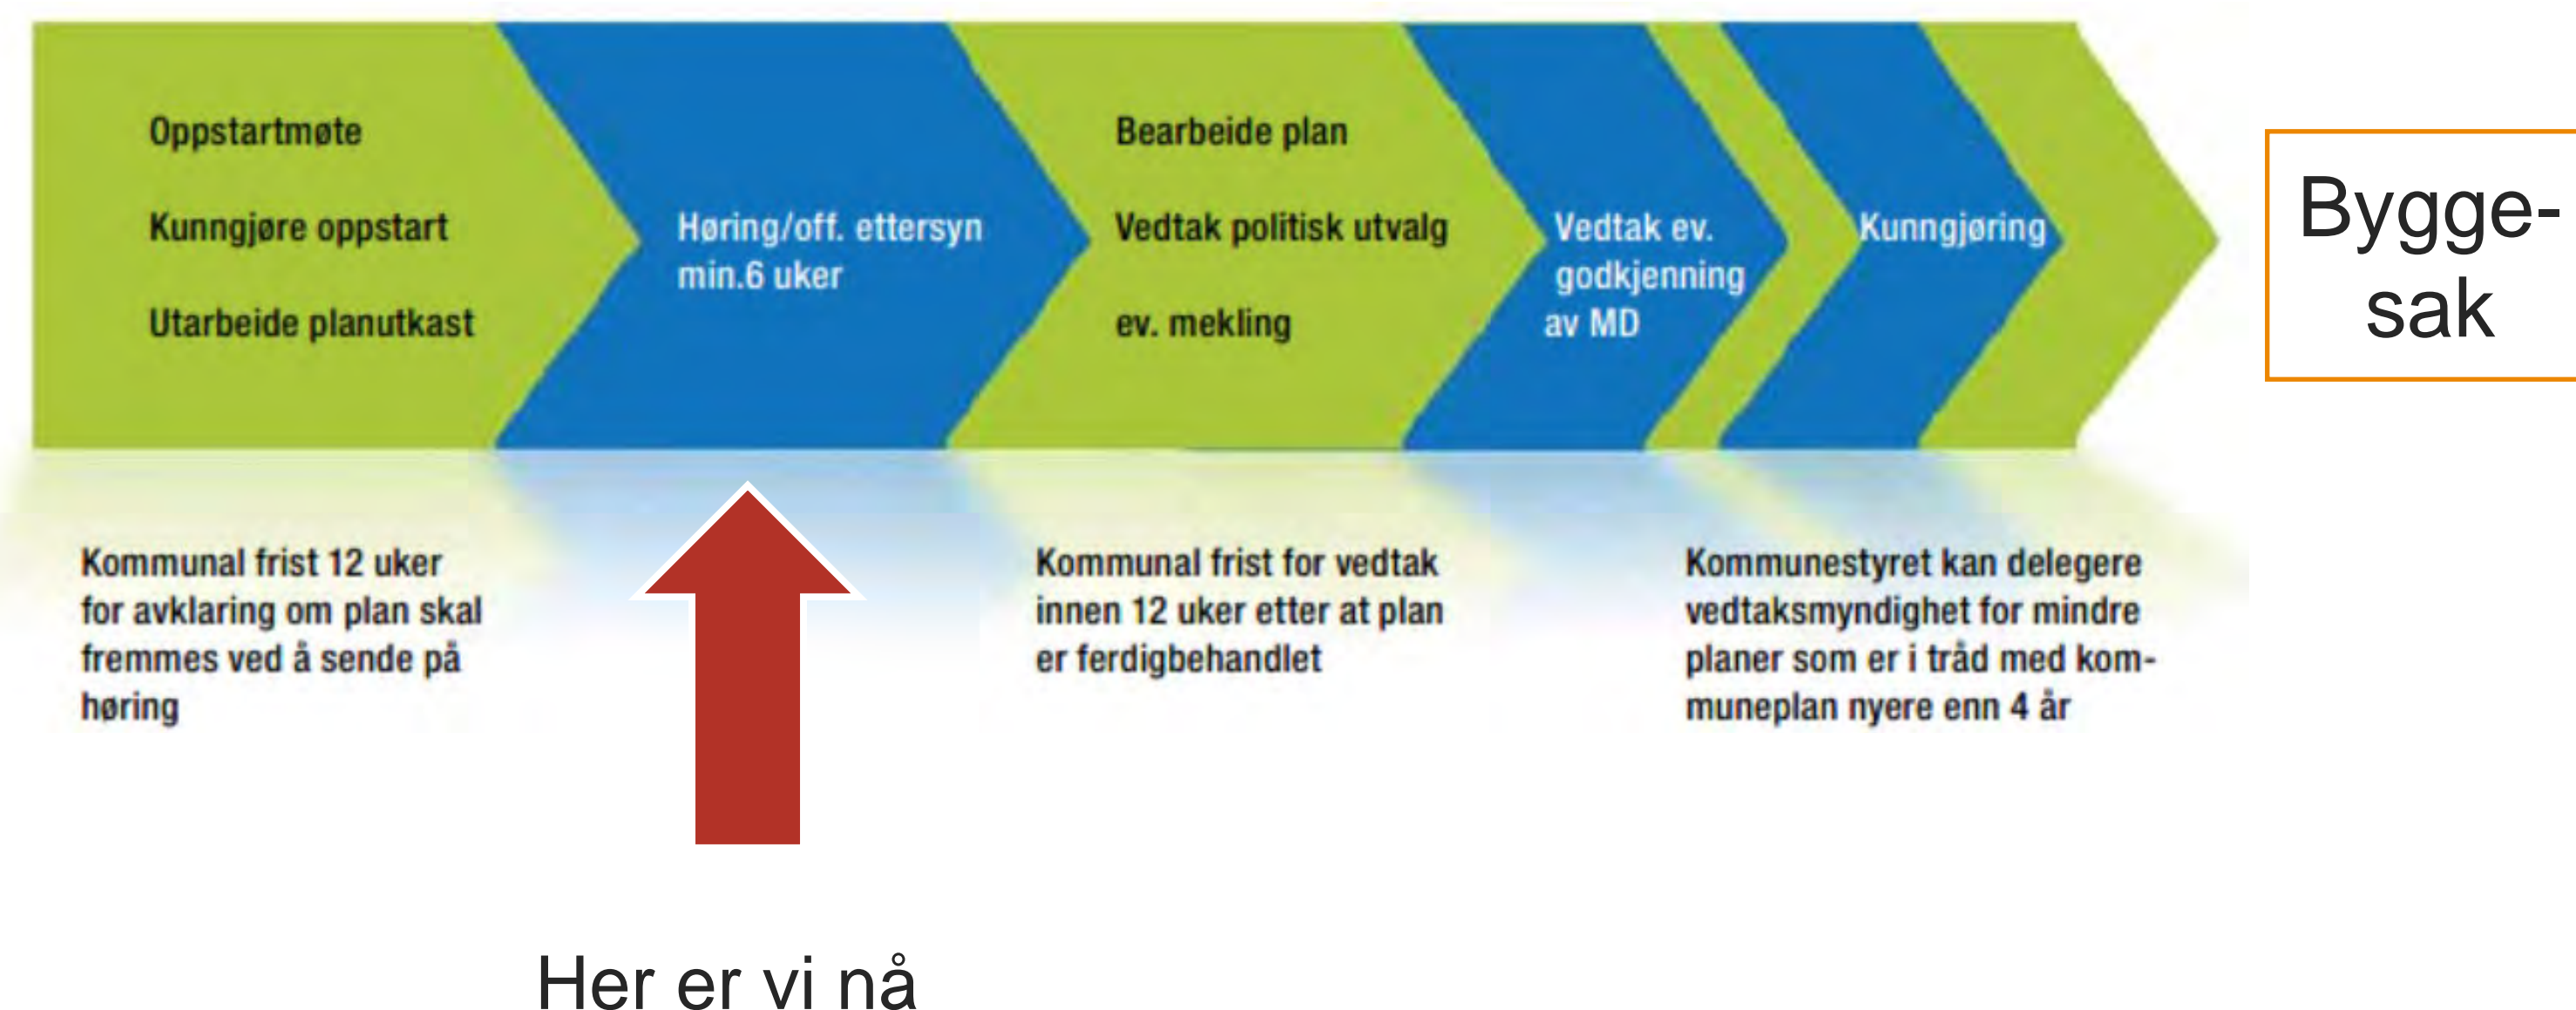 Oppstartmøte
Kunngjøre oppstart
Utarbeide planutkast
Høring/off. ettersyn
min.6 uker
Bearbeide plan
Vedtak politisk utvalg
ev. mekling
Vedtak ev.
godkjenning
av MD
Kunngjøring
Bygge-
sak
Kommunal frist 12 uker
for avklaring om plan skal
fremmes ved å sende på
høring
Kommunal frist for vedtak
innen 12 uker etter at plan
er ferdigbehandlet
Kommunestyret kan delegere
vedtaksmyndighet for mindre
planer som er i tråd med kom-
muneplan nyere enn 4 år
Her er vi nå